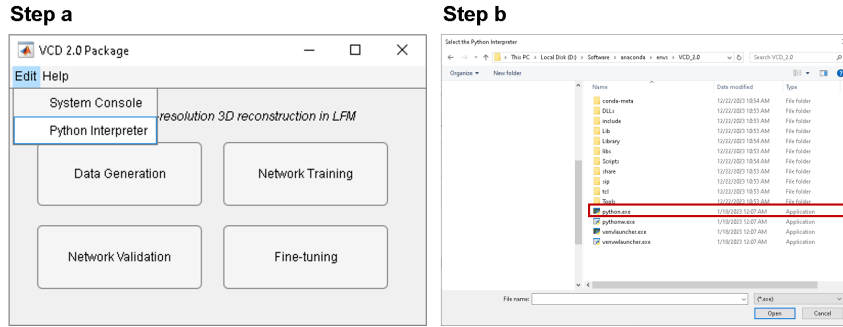 Step a
Step b
VCD 2.0 Package
Edit Help
System Console
Python Interpreter
-resolution 3D reconstruction in LFM
Data Generation
Network Training
Network Validation
Fine-tuning
Select the Python Interpreter
This PC > Local Disk (D:) > Software > anaconda > envs > VCD_2.0
Search VCD_2.0
Organize
New folder
Name Date modified Type
conda-meta 12/22/2023 10:54 AM File folder
DLLs 12/22/2023 10:53 AM File folder
include 12/22/2023 10:53 AM File folder
Lib 12/22/2023 10:53 AM File folder
Library 12/22/2023 10:54 AM File folder
libs 12/22/2023 10:53 AM File folder
Scripts 12/22/2023 10:54 AM File folder
share 12/22/2023 10:53 AM File folder
sip 12/22/2023 10:53 AM File folder
tcl 12/22/2023 10:53 AM File folder
Tools 12/22/2023 10:53 AM File folder
python.exe 1/18/2023 12:07 AM Application
pythonw.exe 1/18/2023 12:07 AM Application
venvlauncher.exe 1/18/2023 12:07 AM Application
venvwlauncher.exe 1/18/2023 12:07 AM Application
File name:
(*.exe)
Open
Cancel